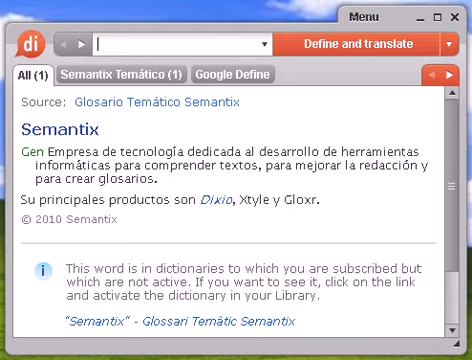 Menu
di
Define and translate
All (1)
Semantix Temático (1)
Google Define
Source: Glosario Temático Semantix
Semantix
Gen Empresa de tecnología dedicada al desarrollo de herramientas
informáticas para comprender textos, para mejorar la redacción y
para crear glosarios.
Su principales productos son Dixio, Xtyle y Gloxr.
© 2010 Semantix
i
This word is in dictionaries to which you are subscribed but
which are not active. If you want to see it, click on the link
and activate the dictionary in your Library.
"Semantix" - Glossari Temàtic Semantix